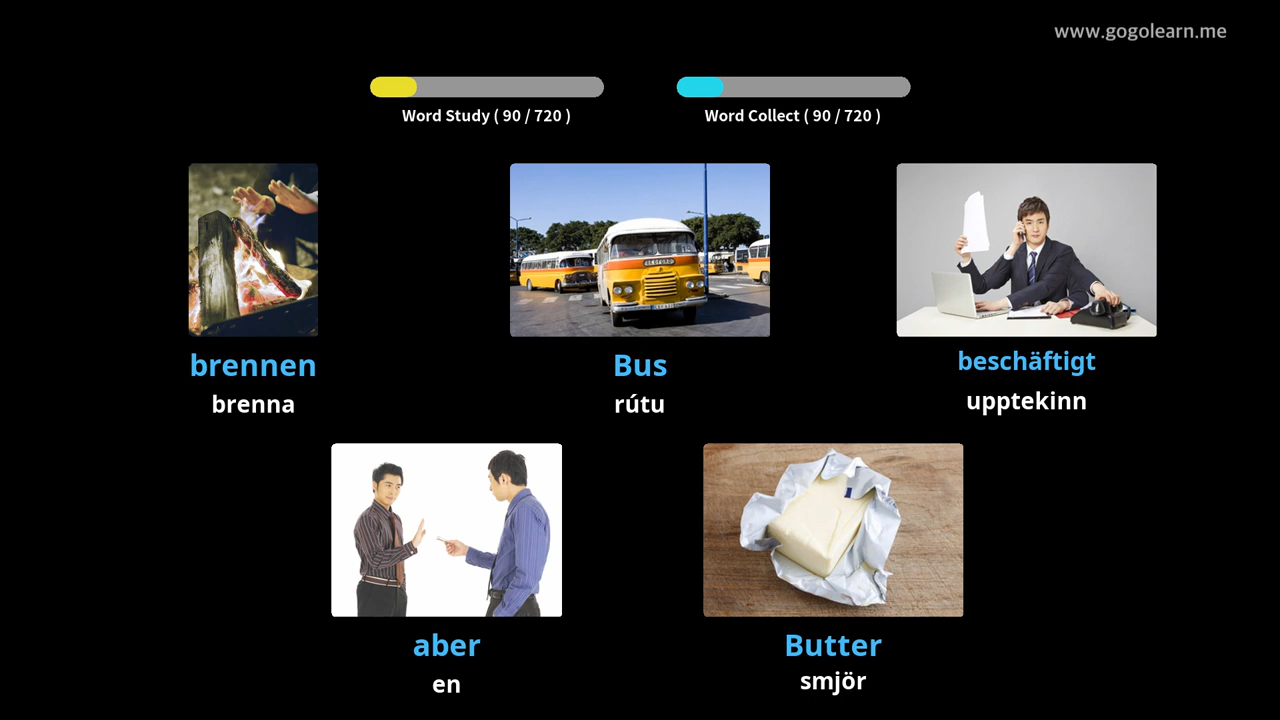 www.gogolearn.me
Word Study ( 90 / 720 )
Word Collect ( 90 / 720 )
brennen
brenna
Bus
rútu
beschäftigt
upptekinn
aber
en
Butter
smjör